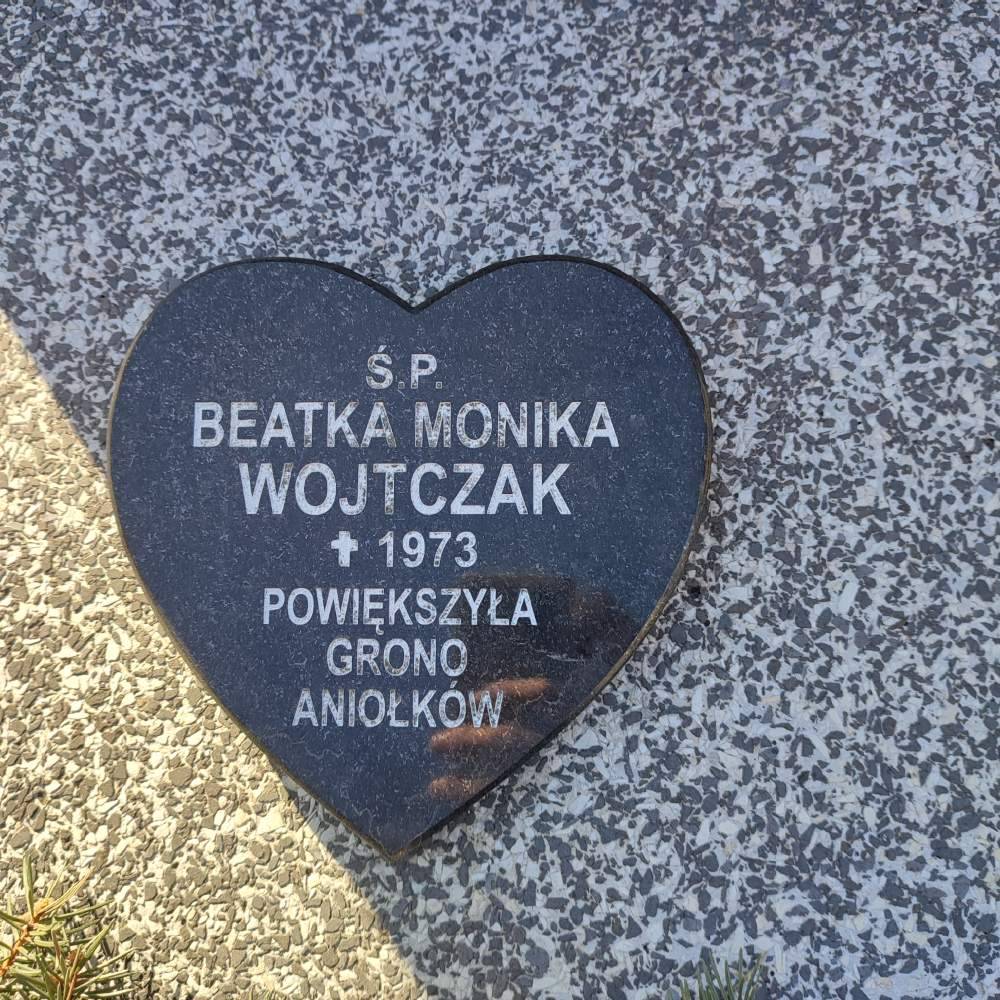 Ś.P.
BEATKA MONIKA
WOJTCZAK
✝ 1973
POWIĘKSZYŁA
GRONO
ANIOŁKÓW